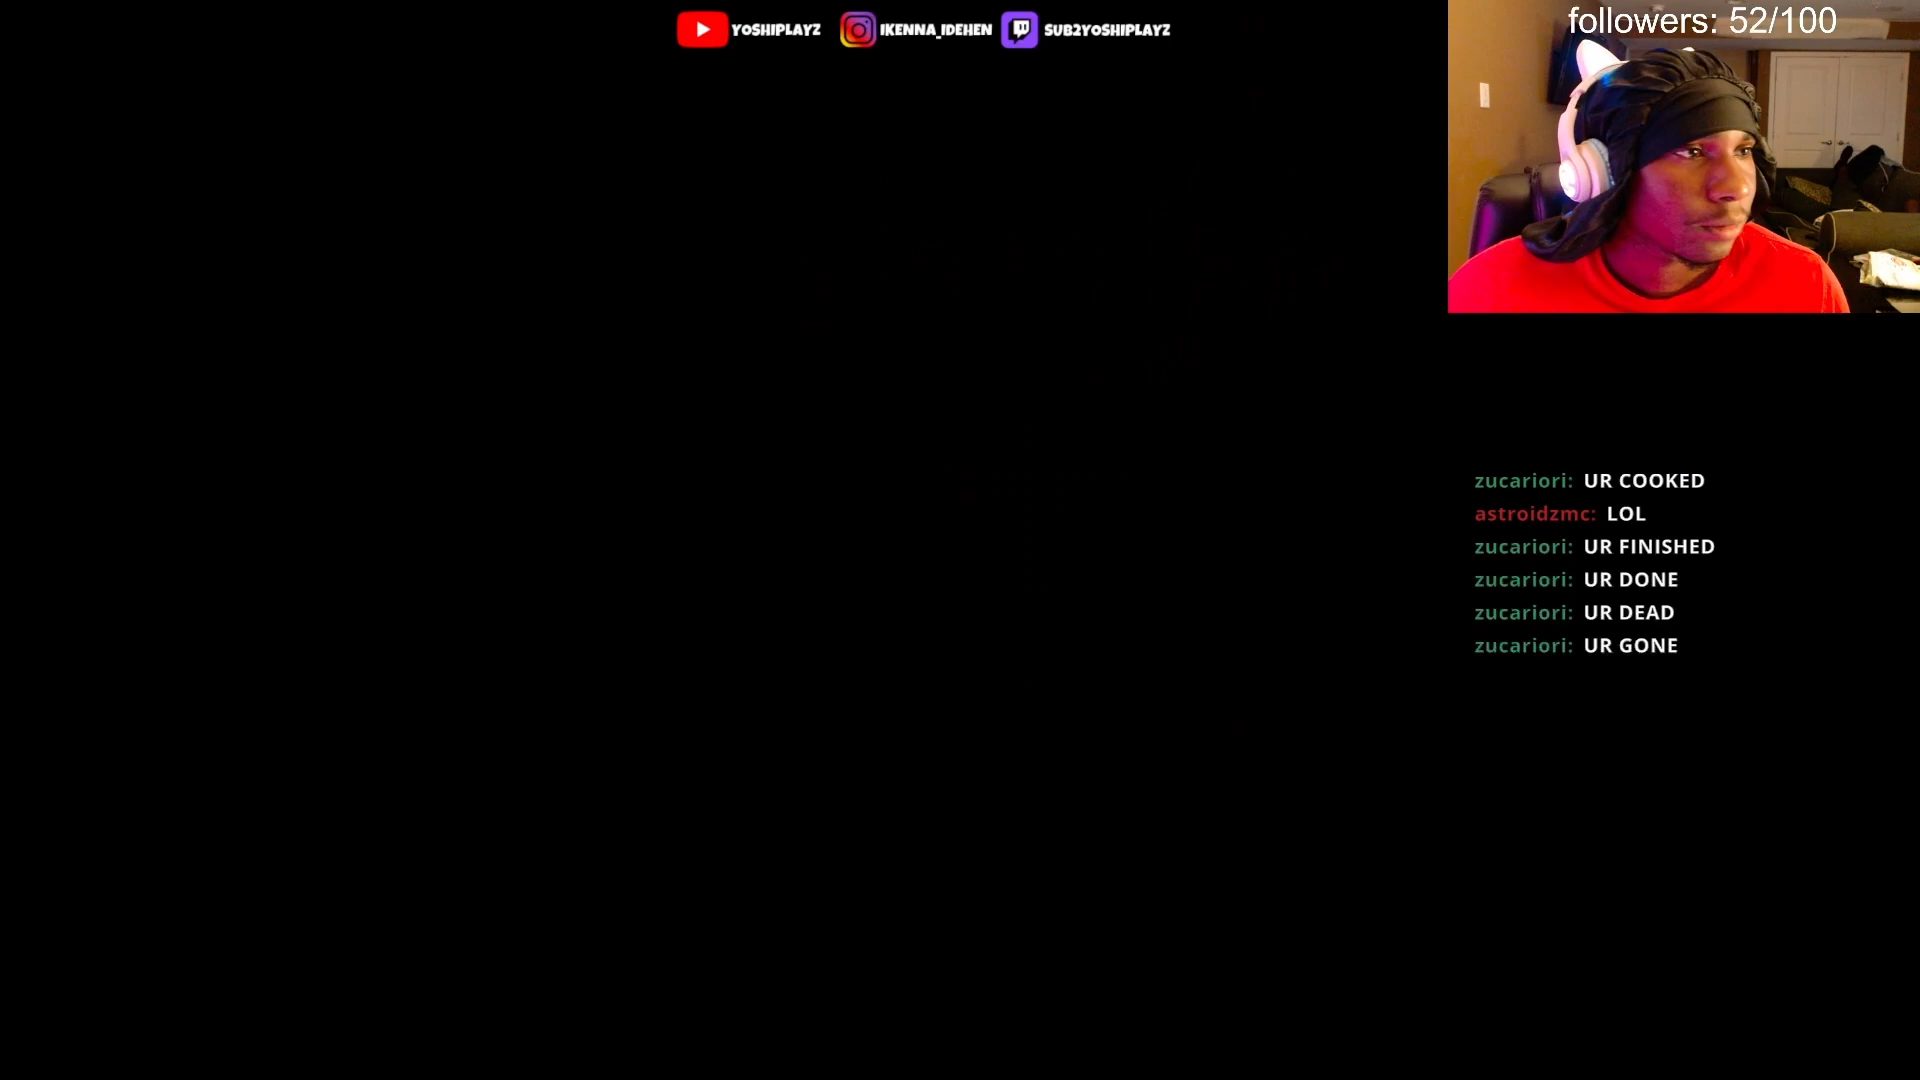 YOSHIPLAYZ IKENNA_IDEHEN SUB2YOSHIPLAYZ
followers: 52/100
zucariori: UR COOKED
astroidzmc: LOL
zucariori: UR FINISHED
zucariori: UR DONE
zucariori: UR DEAD
zucariori: UR GONE